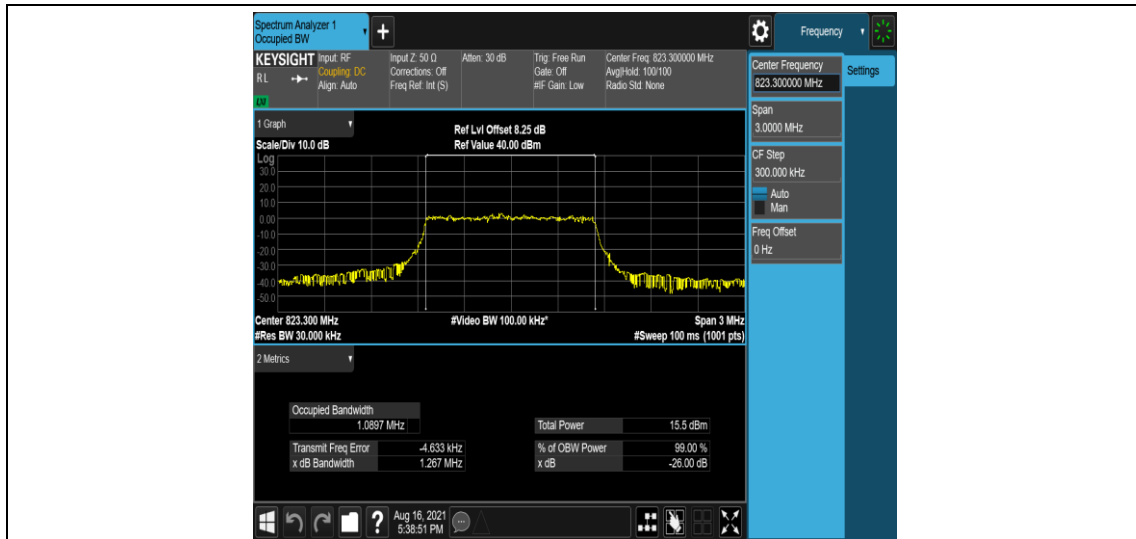 Spectrum Analyzer 1
Occupied BW
+
Frequency
KEYSIGHT Input: RF Input Z: 50 Ω Atten: 30 dB Trig: Free Run Center Freq: 823.300000 MHz
RL Coupling: DC Corrections: Off Gate: Off Avg|Hold: 100/100
Align: Auto Freq Ref: Int (S) #IF Gain: Low Radio Std: None
Center Frequency
823.300000 MHz
Settings
Span
3.0000 MHz
CF Step
300.000 kHz
Auto
Man
Freq Offset
0 Hz
1 Graph
Ref Lvl Offset 8.25 dB
Scale/Div 10.0 dB Ref Value 40.00 dBm
Log
30.0
20.0
10.0
0.00
-10.0
-20.0
-30.0
-40.0
-50.0
Center 823.300 MHz #Video BW 100.00 kHz* Span 3 MHz
#Res BW 30.000 kHz #Sweep 100 ms (1001 pts)
2 Metrics
Occupied Bandwidth
1.0897 MHz Total Power 15.5 dBm
Transmit Freq Error -4.633 kHz % of OBW Power 99.00 %
x dB Bandwidth 1.267 MHz x dB -26.00 dB
? Aug 16, 2021
5:38:51 PM